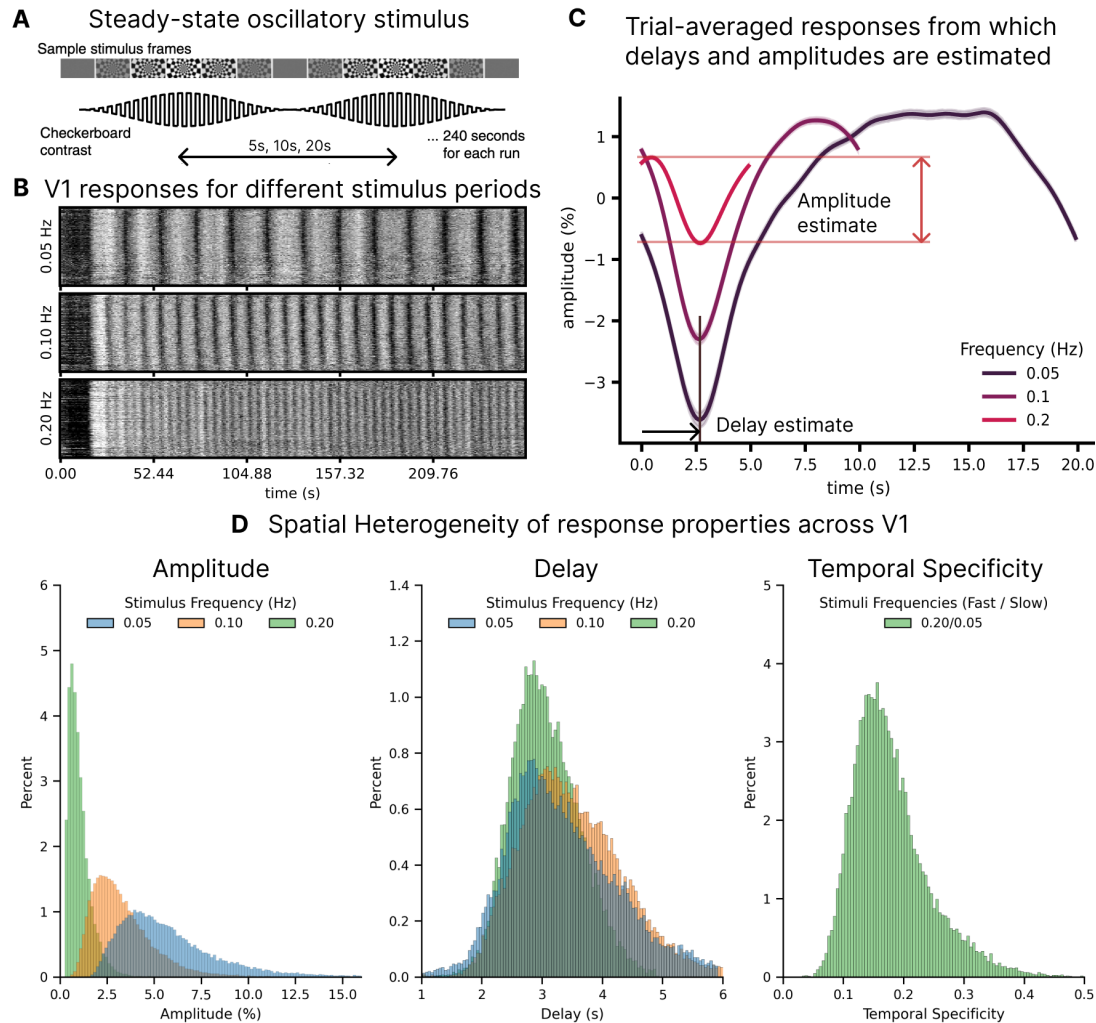 A
Steady-state oscillatory stimulus
Sample stimulus frames
Checkerboard
contrast
5s, 10s, 20s
... 240 seconds
for each run
B
V1 responses for different stimulus periods
0.05 Hz
0.10 Hz
0.20 Hz
0.00 52.44 104.88 157.32 209.76
time (s)
C
Trial-averaged responses from which
delays and amplitudes are estimated
amplitude (%)
1
0
−1
−2
−3
Amplitude
estimate
Frequency (Hz)
0.05
0.1
0.2
Delay estimate
0.0 2.5 5.0 7.5 10.0 12.5 15.0 17.5 20.0
time (s)
D
Spatial Heterogeneity of response properties across V1
Amplitude
Stimulus Frequency (Hz)
0.05 0.10 0.20
Percent
6
5
4
3
2
1
0
0.0 2.5 5.0 7.5 10.0 12.5 15.0
Amplitude (%)
Delay
Stimulus Frequency (Hz)
0.05 0.10 0.20
Percent
1.4
1.2
1.0
0.8
0.6
0.4
0.2
0.0
1 2 3 4 5 6
Delay (s)
Temporal Specificity
Stimuli Frequencies (Fast / Slow)
0.20/0.05
Percent
5
4
3
2
1
0
0.0 0.1 0.2 0.3 0.4 0.5
Temporal Specificity